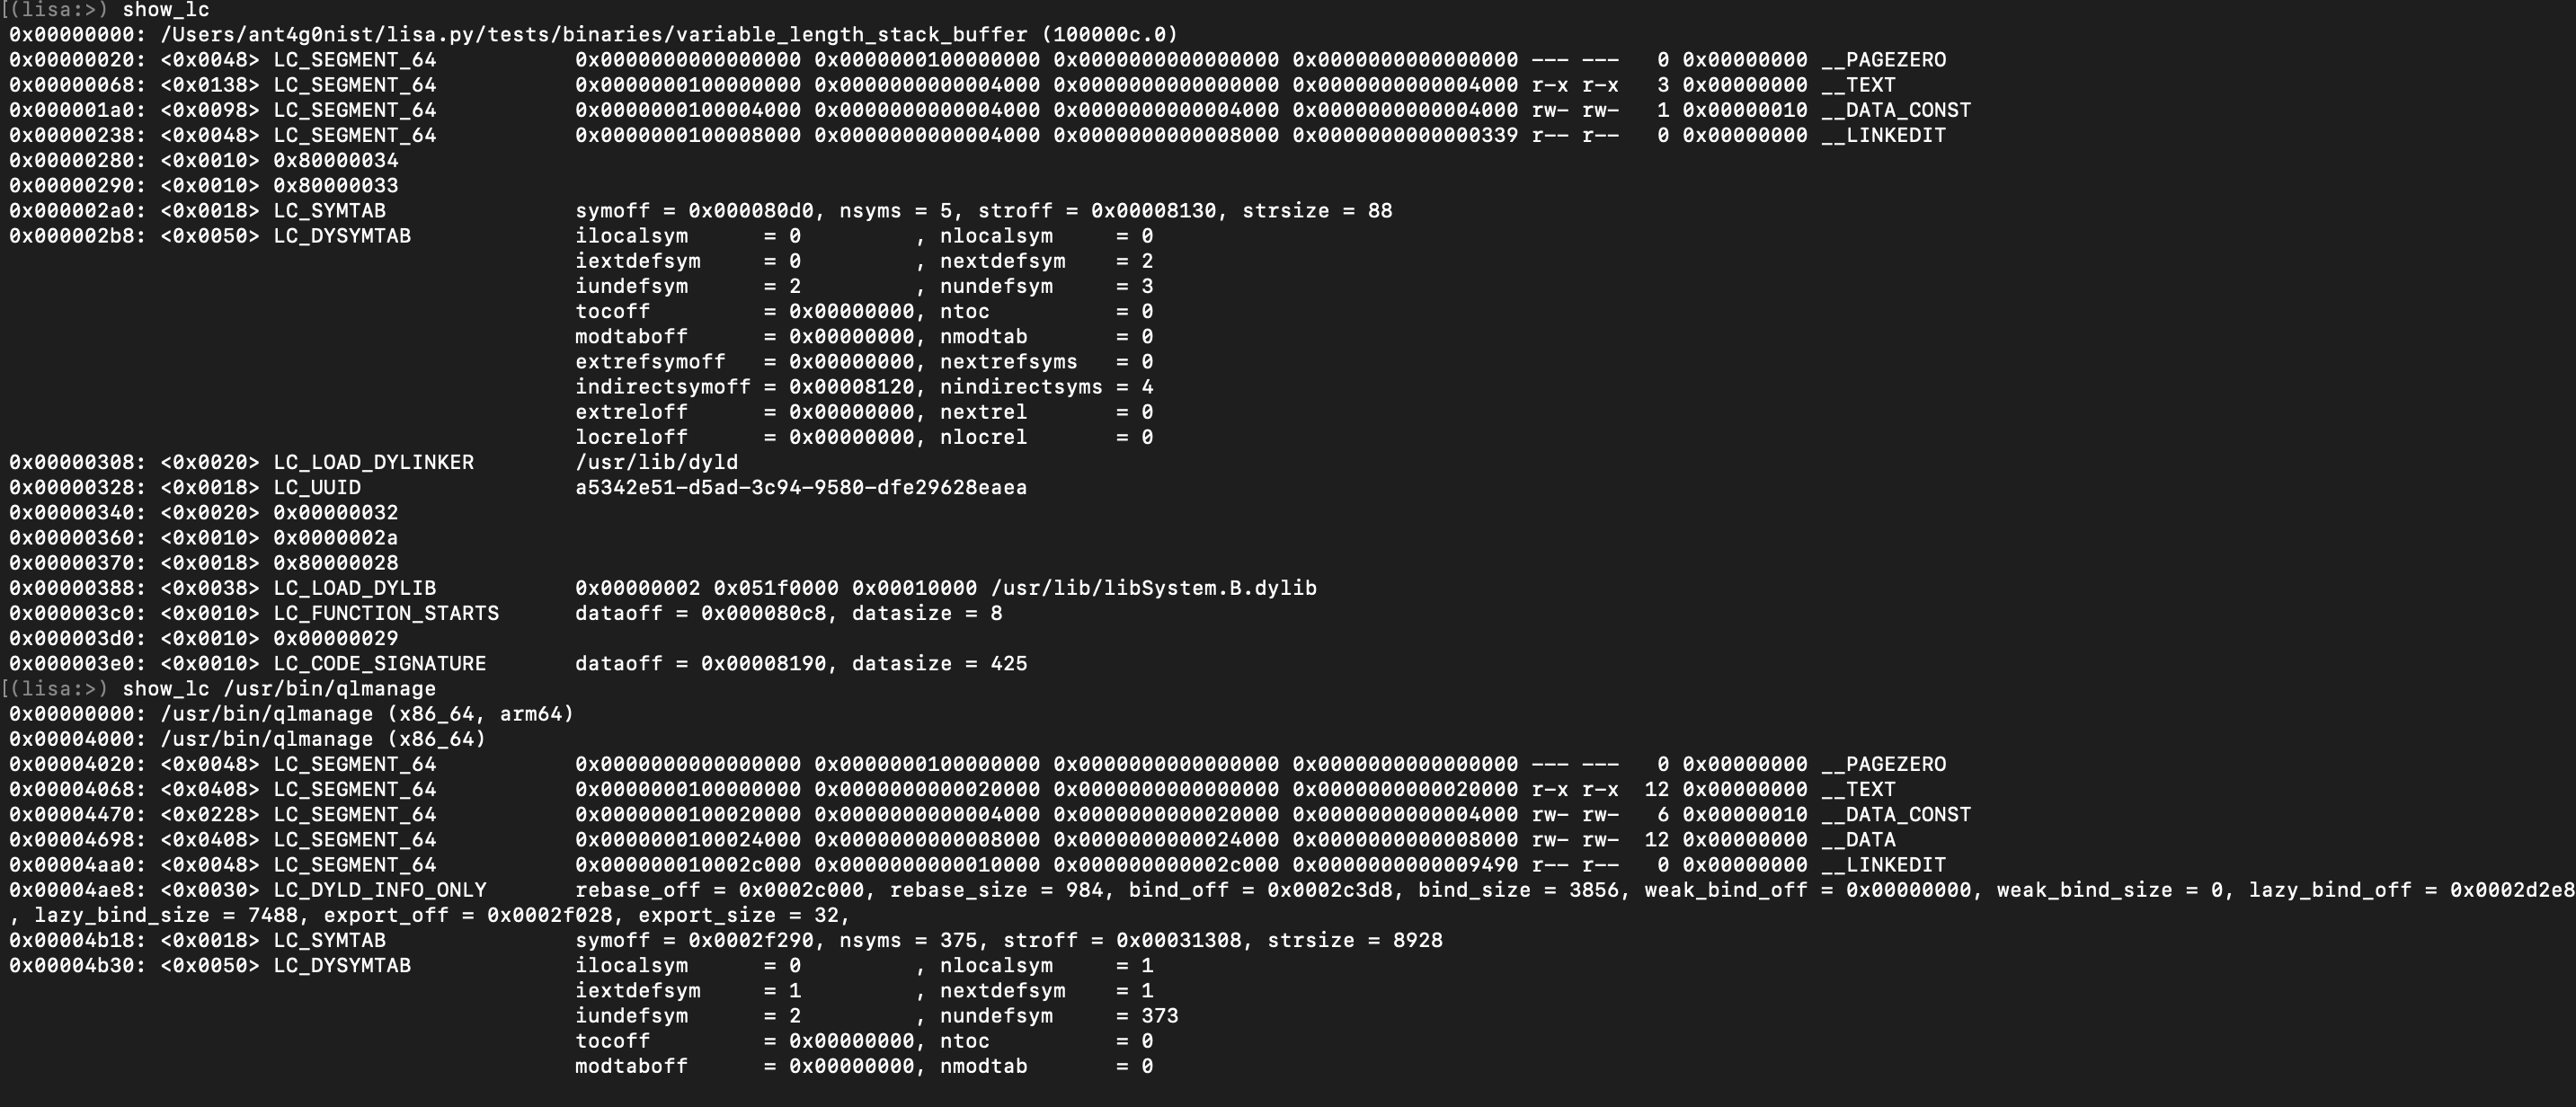 [(lisa:>) show_lc
0x00000000: /Users/ant4g0nist/lisa.py/tests/binaries/variable_length_stack_buffer (100000c.0)
0x00000020: <0x0048> LC_SEGMENT_64           0x0000000000000000 0x0000000100000000 0x0000000000000000 0x0000000000000000 --- ---   0 0x00000000 __PAGEZERO
0x00000068: <0x0138> LC_SEGMENT_64           0x0000000100000000 0x0000000000004000 0x0000000000000000 0x0000000000004000 r-x r-x   3 0x00000000 __TEXT
0x000001a0: <0x0098> LC_SEGMENT_64           0x0000000100004000 0x0000000000004000 0x0000000000004000 0x0000000000004000 rw- rw-   1 0x00000010 __DATA_CONST
0x00000238: <0x0048> LC_SEGMENT_64           0x0000000100008000 0x0000000000004000 0x0000000000008000 0x0000000000000339 r-- r--   0 0x00000000 __LINKEDIT
0x00000280: <0x0010> 0x80000034
0x00000290: <0x0010> 0x80000033
0x000002a0: <0x0018> LC_SYMTAB               symoff = 0x000080d0, nsyms = 5, stroff = 0x00008130, strsize = 88
0x000002b8: <0x0050> LC_DYSYMTAB             ilocalsym      = 0         , nlocalsym     = 0
iextdefsym     = 0         , nextdefsym    = 2
iundefsym      = 2         , nundefsym     = 3
tocoff         = 0x00000000, ntoc          = 0
modtaboff      = 0x00000000, nmodtab       = 0
extrefsymoff   = 0x00000000, nextrefsyms   = 0
indirectsymoff = 0x00008120, nindirectsyms = 4
extreloff      = 0x00000000, nextrel       = 0
locreloff      = 0x00000000, nlocrel       = 0
0x00000308: <0x0020> LC_LOAD_DYLINKER        /usr/lib/dyld
0x00000328: <0x0018> LC_UUID                 a5342e51-d5ad-3c94-9580-dfe29628eaea
0x00000340: <0x0020> 0x00000032
0x00000360: <0x0010> 0x0000002a
0x00000370: <0x0018> 0x80000028
0x00000388: <0x0038> LC_LOAD_DYLIB           0x00000002 0x051f0000 0x00010000 /usr/lib/libSystem.B.dylib
0x000003c0: <0x0010> LC_FUNCTION_STARTS      dataoff = 0x000080c8, datasize = 8
0x000003d0: <0x0010> 0x00000029
0x000003e0: <0x0010> LC_CODE_SIGNATURE       dataoff = 0x00008190, datasize = 425
[(lisa:>) show_lc /usr/bin/qlmanage
0x00000000: /usr/bin/qlmanage (x86_64, arm64)
0x00004000: /usr/bin/qlmanage (x86_64)
0x00004020: <0x0048> LC_SEGMENT_64           0x0000000000000000 0x0000000100000000 0x0000000000000000 0x0000000000000000 --- ---   0 0x00000000 __PAGEZERO
0x00004068: <0x0408> LC_SEGMENT_64           0x0000000100000000 0x0000000000020000 0x0000000000000000 0x0000000000020000 r-x r-x  12 0x00000000 __TEXT
0x00004470: <0x0228> LC_SEGMENT_64           0x0000000100020000 0x0000000000004000 0x0000000000020000 0x0000000000004000 rw- rw-   6 0x00000010 __DATA_CONST
0x00004698: <0x0408> LC_SEGMENT_64           0x0000000100024000 0x0000000000008000 0x0000000000024000 0x0000000000008000 rw- rw-  12 0x00000000 __DATA
0x00004aa0: <0x0048> LC_SEGMENT_64           0x000000010002c000 0x0000000000010000 0x000000000002c000 0x0000000000009490 r-- r--   0 0x00000000 __LINKEDIT
0x00004ae8: <0x0030> LC_DYLD_INFO_ONLY       rebase_off = 0x0002c000, rebase_size = 984, bind_off = 0x0002c3d8, bind_size = 3856, weak_bind_off = 0x00000000, weak_bind_size = 0, lazy_bind_off = 0x0002d2e8
, lazy_bind_size = 7488, export_off = 0x0002f028, export_size = 32,
0x00004b18: <0x0018> LC_SYMTAB               symoff = 0x0002f290, nsyms = 375, stroff = 0x00031308, strsize = 8928
0x00004b30: <0x0050> LC_DYSYMTAB             ilocalsym      = 0         , nlocalsym     = 1
iextdefsym     = 1         , nextdefsym    = 1
iundefsym      = 2         , nundefsym     = 373
tocoff         = 0x00000000, ntoc          = 0
modtaboff      = 0x00000000, nmodtab       = 0